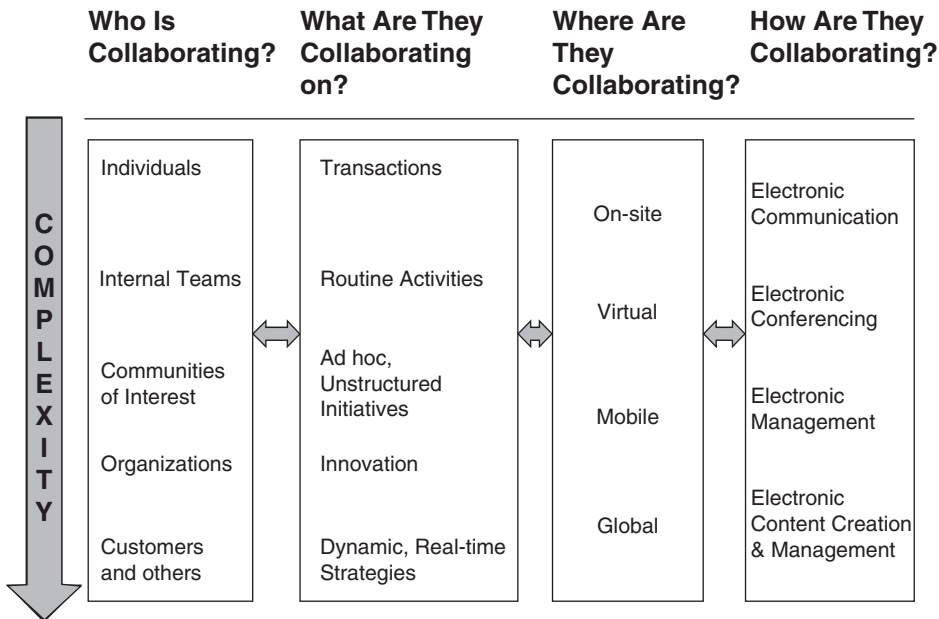 Who Is
Collaborating?
What Are They
Collaborating
on?
Where Are
They
Collaborating?
How Are They
Collaborating?
COMPLEXITY
Individuals
Internal Teams
Communities
of Interest
Organizations
Customers
and others
Transactions
Routine Activities
Ad hoc,
Unstructured
Initiatives
Innovation
Dynamic, Real-time
Strategies
On-site
Virtual
Mobile
Global
Electronic
Communication
Electronic
Conferencing
Electronic
Management
Electronic
Content Creation
& Management